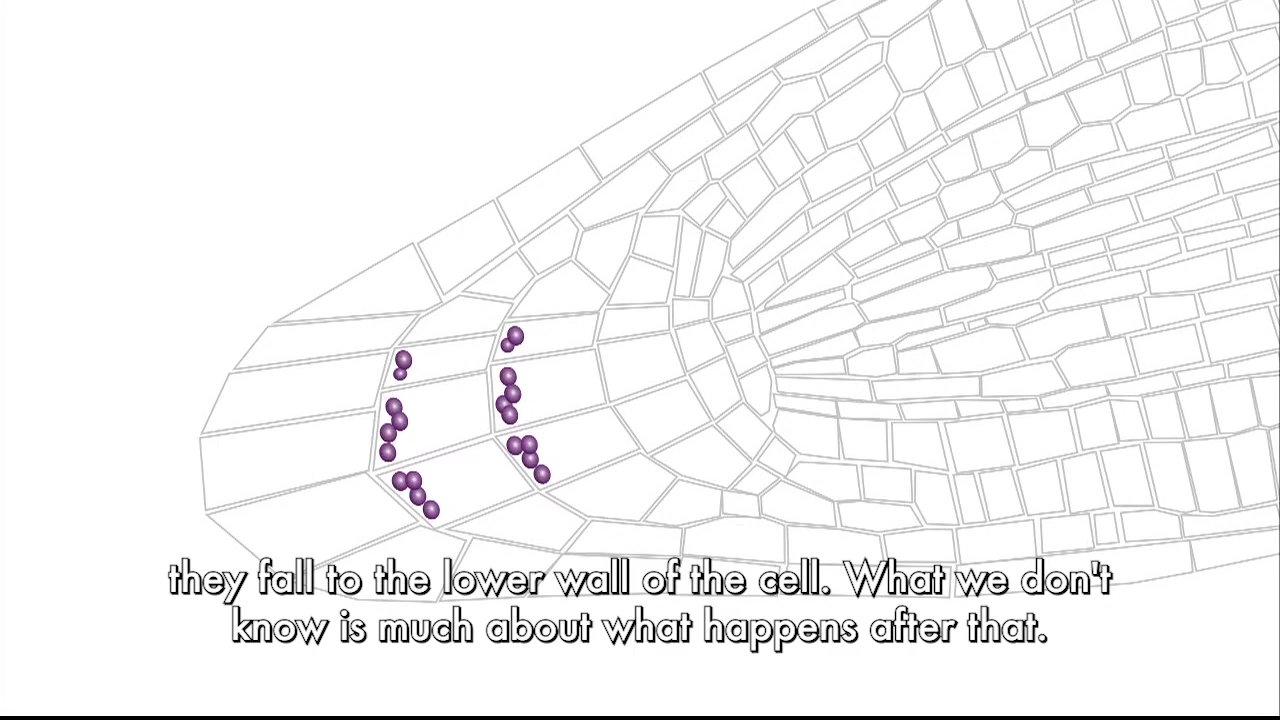 they fall to the lower wall of the cell. What we don't
know is much about what happens after that.